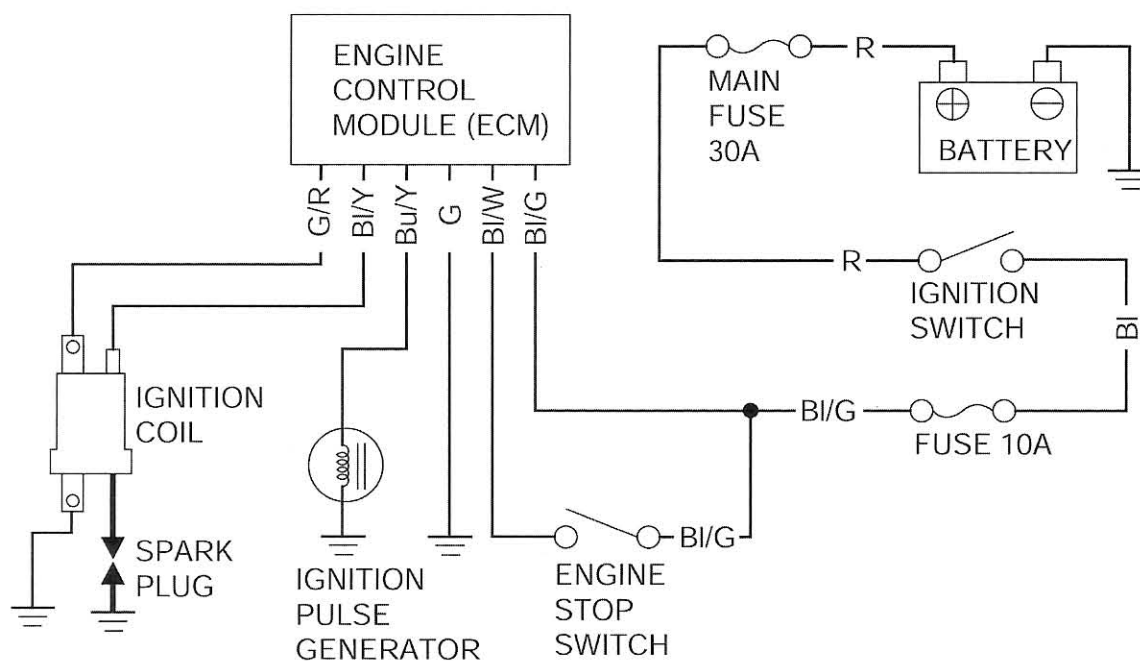 ENGINE
CONTROL
MODULE (ECM)
G/R
Bl/Y
Bu/Y
G
Bl/W
Bl/G
MAIN
FUSE
30A
R
BATTERY
R
IGNITION
SWITCH
Bl
Bl/G
FUSE 10A
IGNITION
COIL
SPARK
PLUG
IGNITION
PULSE
GENERATOR
ENGINE
STOP
SWITCH
Bl/G